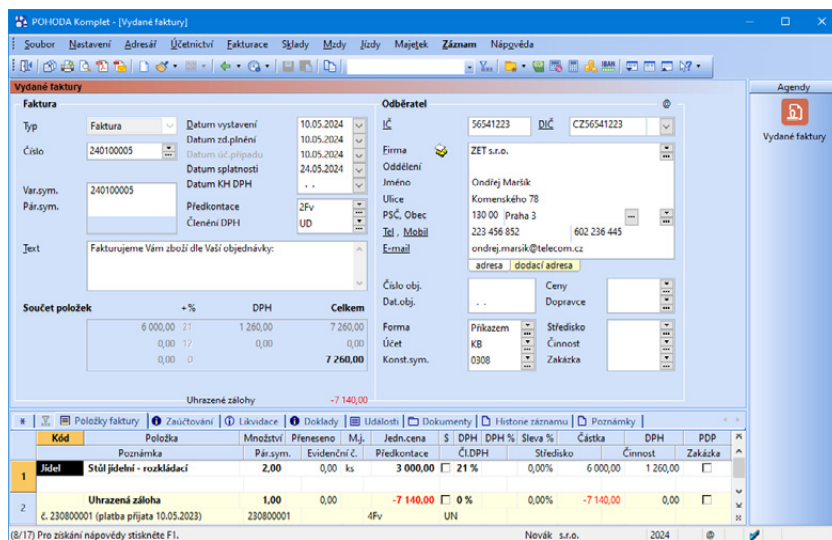 POHODA Komplet - [Vydané faktury]
Soubor Nastavení Adresář Účetnictví Fakturace Sklady Mzdy Jízdy Majetek Záznam Nápověda
Vydané faktury
Agendy
Vydané faktury
Faktura
Typ Faktura
Číslo 240100005
Var.sym. 240100005
Pár.sym.
Datum vystavení 10.05.2024
Datum zd.plnění 10.05.2024
Datum úč.případu 10.05.2024
Datum splatnosti 24.05.2024
Datum KH DPH . .
Předkontace 2Fv
Členění DPH UD
Text Fakturujeme Vám zboží dle Vaší objednávky:
Součet položek +% DPH Celkem
6 000,00 21 1 260,00 7 260,00
0,00 12 0,00 0,00
0,00 0 7 260,00
Uhrazené zálohy -7 140,00
Odběratel @
IČ 56541223 DIČ CZ56541223
Firma ZET s.r.o.
Oddělení
Jméno Ondřej Maršík
Ulice Komenského 78
PSČ, Obec 130 00 Praha 3
Tel , Mobil 223 456 852 602 236 445
E-mail ondrej.marsik@telecom.cz
adresa dodací adresa
Číslo obj. Ceny
Dat.obj. . . Dopravce
Forma Příkazem Středisko
Účet KB Činnost
Konst.sym. 0308 Zakázka
Položky faktury Zaúčtování Likvidace Doklady Události Dokumenty Histone záznamu Poznámky
Kód Položka Množství Přeneseno M.j. Jedn.cena S DPH DPH % Sleva % Částka DPH PDP
Poznámka Pár.sym. Evidenční č. Předkontace Čl.DPH Středisko Činnost Zakázka
1 Jídel Stůl jídelní - rozkládací 2,00 0,00 ks 3 000,00 21 % 0,00% 6 000,00 1 260,00
2 Uhrazená záloha 1,00 0,00 -7 140,00 0 % 0,00% -7 140,00 0,00
č. 230800001 (platba přijata 10.05.2023) 230800001 4Fv UN
(8/17) Pro získání nápovědy stiskněte F1. Novák s.r.o. 2024 @